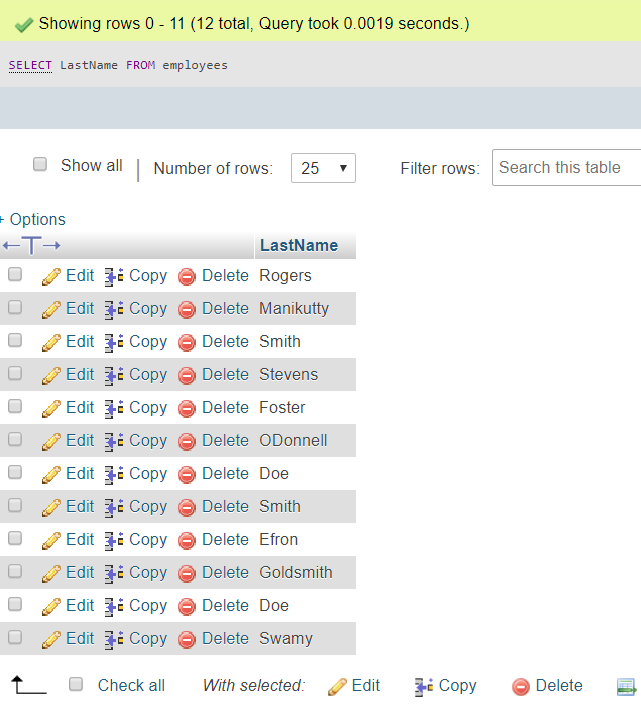 Showing rows 0 - 11 (12 total, Query took 0.0019 seconds.)
SELECT LastName FROM employees
Show all | Number of rows: 25 Filter rows: Search this table
+ Options
LastName
Edit Copy Delete Rogers
Edit Copy Delete Manikutty
Edit Copy Delete Smith
Edit Copy Delete Stevens
Edit Copy Delete Foster
Edit Copy Delete ODonnell
Edit Copy Delete Doe
Edit Copy Delete Smith
Edit Copy Delete Efron
Edit Copy Delete Goldsmith
Edit Copy Delete Doe
Edit Copy Delete Swamy
Check all With selected: Edit Copy Delete